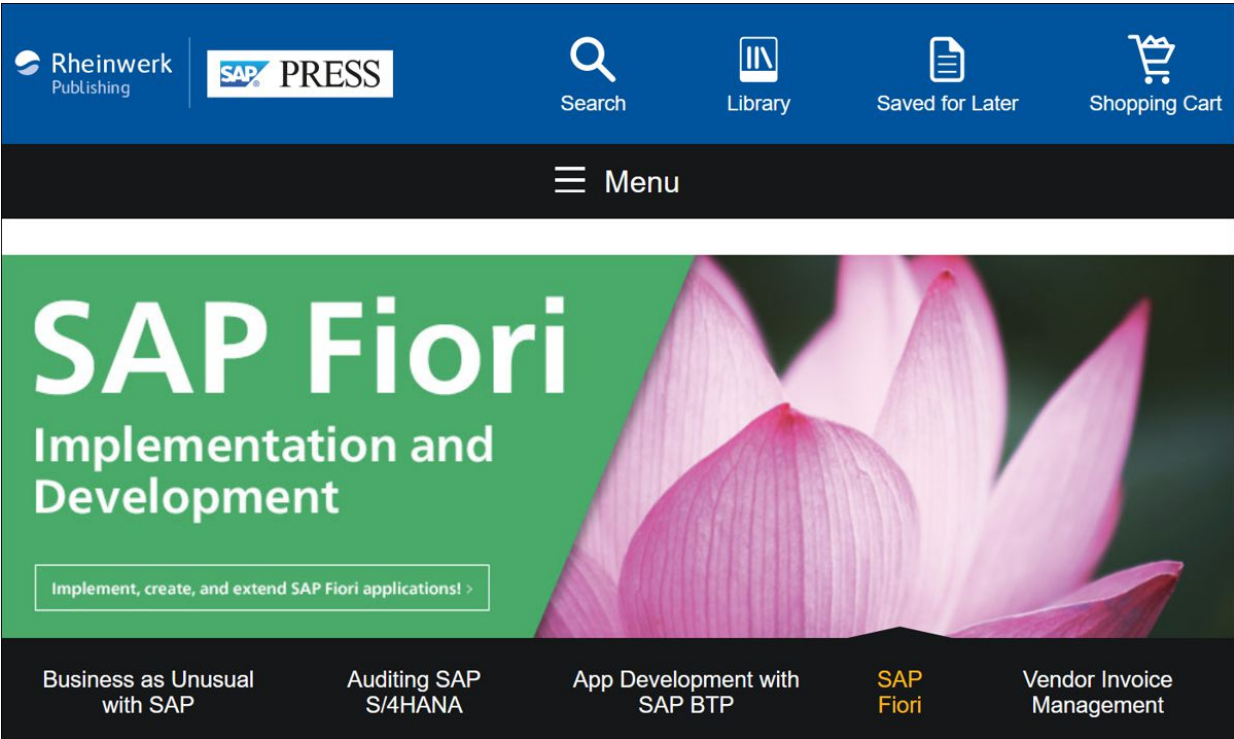 Rheinwerk
Publishing
SAP PRESS
Search
Library
Saved for Later
Shopping Cart
Menu
SAP Fiori
Implementation and
Development
Implement, create, and extend SAP Fiori applications! >
Business as Unusual
with SAP
Auditing SAP
S/4HANA
App Development with
SAP BTP
SAP
Fiori
Vendor Invoice
Management